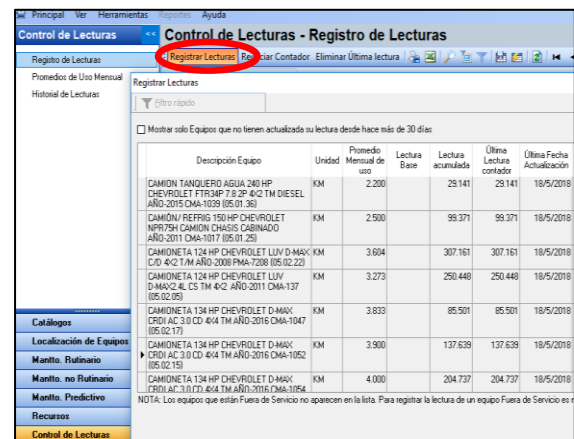 Principal Ver Herramientas Reportes Ayuda
Control de Lecturas <<
Control de Lecturas - Registro de Lecturas
Registro de Lecturas
Promedios de Uso Mensual
Historial de Lecturas
Registrar Lecturas Reiniciar Contador Eliminar Última lectura
Registrar Lecturas
Filtro rápido
Mostrar solo Equipos que no tienen actualizada su lectura desde hace más de 30 días
Descripción Equipo Unidad Promedio Mensual de uso Lectura Base Lectura acumulada Última Lectura contador Última Fecha Actualización
CAMION TANQUERO AGUA 240 HP KM 2.200 29.141 29.141 18/5/2018
CHEVROLET FTR34P 7.8 2P 4X2 TM DIESEL
AÑO-2015 CMA-1039 (05.01.36)
CAMIÓN/ REFRIG 150 HP CHEVROLET KM 2.500 99.371 99.371 18/5/2018
NPR75H CAMION CHASIS CABINADO
AÑO-2011 CMA-1017 (05.01.25)
CAMIONETA 124 HP CHEVROLET LUV D-MAX KM 3.604 307.161 307.161 18/5/2018
C/D 4X2 T/M AÑO-2008 PMA-7208 (05.02.22)
CAMIONETA 124 HP CHEVROLET LUV KM 3.273 250.448 250.448 18/5/2018
D-MAX2.4L CS TM 4X2 AÑO-2011 CMA-137
(05.02.05)
CAMIONETA 134 HP CHEVROLET D-MAX KM 3.833 85.501 85.501 18/5/2018
CRDI AC 3.0 CD 4X4 TM AÑO-2016 CMA-1047
(05.02.17)
CAMIONETA 134 HP CHEVROLET D-MAX KM 3.900 137.639 137.639 18/5/2018
CRDI AC 3.0 CD 4X4 TM AÑO-2016 CMA-1052
(05.02.15)
CAMIONETA 134 HP CHEVROLET D-MAX KM 4.000 204.737 204.737 18/5/2018
CRDI AC 3.0 CD 4X4 TM AÑO-2016 CMA-1054
NOTA: Los equipos que están Fuera de Servicio no aparecen en la lista. Para registrar la lectura de un equipo Fuera de Servicio es
Catálogos
Localización de Equipos
Mantto. Rutinario
Mantto. no Rutinario
Mantto. Predictivo
Recursos
Control de Lecturas